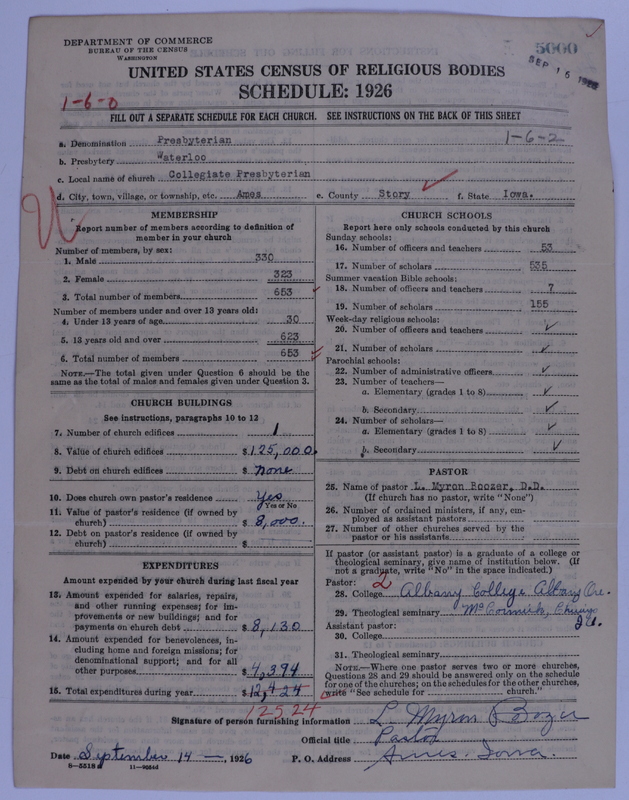 DEPARTMENT OF COMMERCE
BUREAU OF THE CENSUS
WASHINGTON
5000
SEP 15 1926
UNITED STATES CENSUS OF RELIGIOUS BODIES
SCHEDULE: 1926
1-6-0
FILL OUT A SEPARATE SCHEDULE FOR EACH CHURCH. SEE INSTRUCTIONS ON THE BACK OF THIS SHEET
a. Denomination Presbyterian 1-6-2
b. Presbytery Waterloo
c. Local name of church Collegiate Presbyterian
d. City, town, village, or township, etc. Ames e. County Story f. State Iowa.
MEMBERSHIP
Report number of members according to definition of member in your church
Number of members, by sex:
1. Male 330
2. Female 323
3. Total number of members 653
Number of members under and over 13 years old:
4. Under 13 years of age 30
5. 13 years old and over 623
6. Total number of members 653
NOTE.—The total given under Question 6 should be the same as the total of males and females given under Question 3.
CHURCH BUILDINGS
See instructions, paragraphs 10 to 12
7. Number of church edifices 1
8. Value of church edifices $125,000.
9. Debt on church edifices $ none
10. Does church own pastor's residence Yes
Yes or No
11. Value of pastor's residence (if owned by church) $ 8,000.
12. Debt on pastor's residence (if owned by church) $
EXPENDITURES
Amount expended by your church during last fiscal year
13. Amount expended for salaries, repairs, and other running expenses; for improvements or new buildings; and for payments on church debt $ 8,130
14. Amount expended for benevolences, including home and foreign missions; for denominational support; and for all other purposes $ 4,394
15. Total expenditures during year $ 12,424
12524
CHURCH SCHOOLS
Report here only schools conducted by this church
Sunday schools:
16. Number of officers and teachers 53
17. Number of scholars 535
Summer vacation Bible schools:
18. Number of officers and teachers 7
19. Number of scholars 155
Week-day religious schools:
20. Number of officers and teachers ✓
21. Number of scholars ✓
Parochial schools:
22. Number of administrative officers ✓
23. Number of teachers—
a. Elementary (grades 1 to 8) ✓
b. Secondary ✓
24. Number of scholars—
a. Elementary (grades 1 to 8) ✓
b. Secondary ✓
PASTOR
25. Name of pastor L. Myron Boozer, D.D.
(If church has no pastor, write "None")
26. Number of ordained ministers, if any, employed as assistant pastors
27. Number of other churches served by the pastor or his assistants
If pastor (or assistant pastor) is a graduate of a college or theological seminary, give name of institution below. (If not a graduate, write "No" in the space indicated.)
Pastor: 2
28. College Albany College Albany Ore.
29. Theological seminary McCormick, Chicago Ill.
Assistant pastor:
30. College
31. Theological seminary
NOTE.—Where one pastor serves two or more churches, Questions 28 and 29 should be answered only on the schedule for one of the churches; on the schedules for the other churches, write "See schedule for church."
Signature of person furnishing information L. Myron Boozer
Official title Pastor
Date September 14 —, 1926 P. O. Address Ames, Iowa.